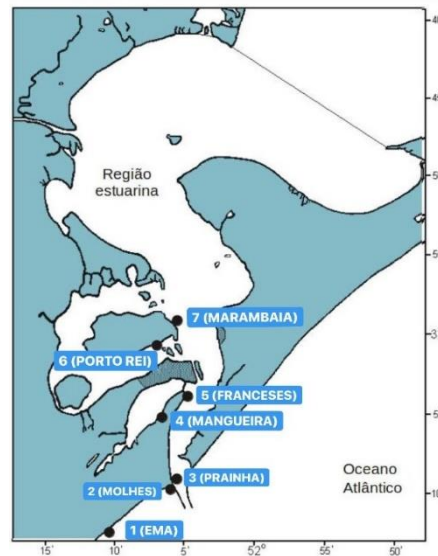 Região
estuarina
7 (MARAMBAIA)
6 (PORTO REI)
5 (FRANCESES)
4 (MANGUEIRA)
3 (PRAINHA)
2 (MOLHES)
1 (EMA)
Oceano
Atlântico
15'
10'
5'
52º
55'
50'